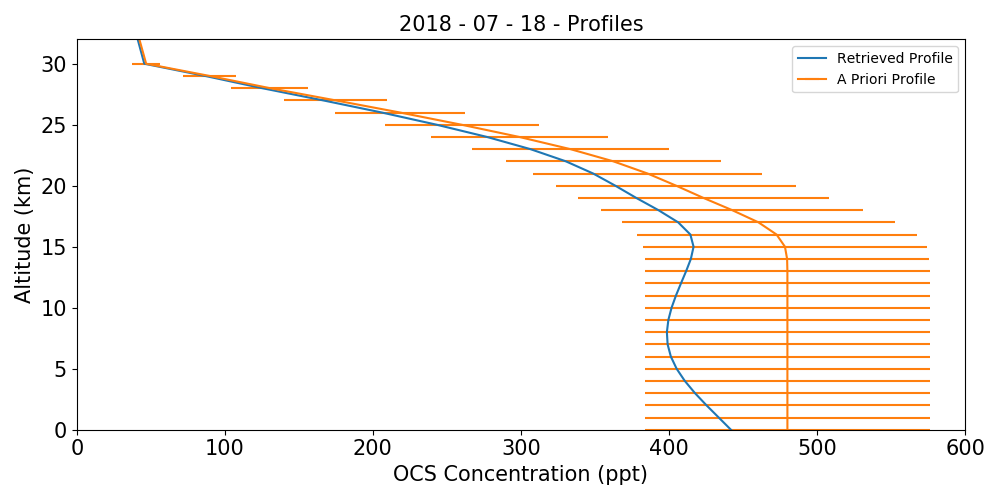 2018 - 07 - 18 - Profiles
Retrieved Profile
A Priori Profile
Altitude (km)
30
25
20
15
10
5
0
0 100 200 300 400 500 600
OCS Concentration (ppt)